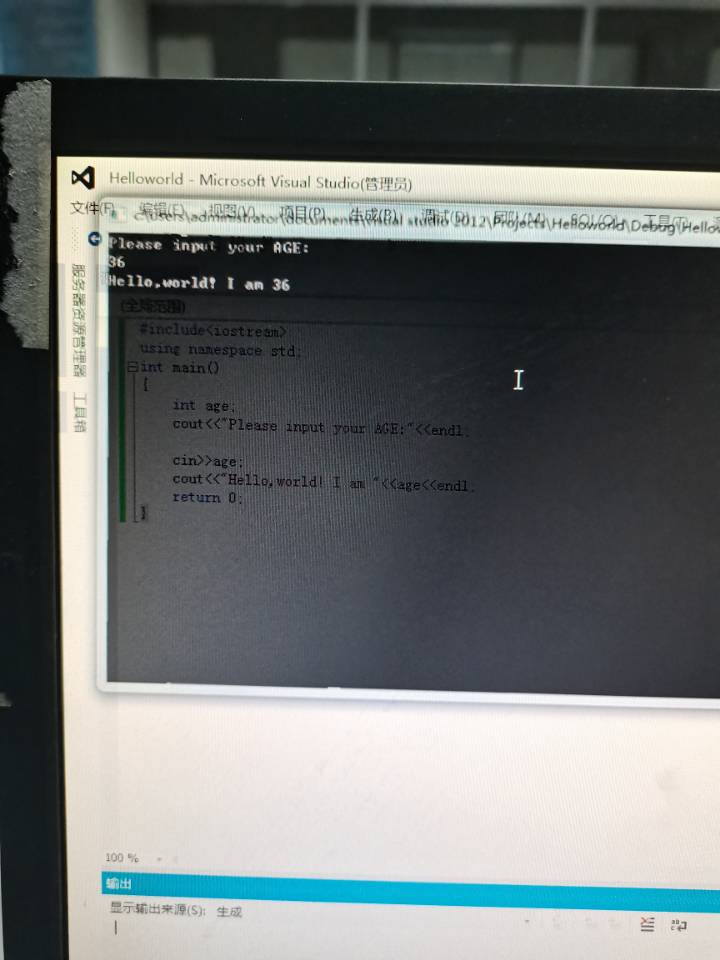 Helloworld - Microsoft Visual Studio(管理员)
文件(F) 编辑(E) 视图(V) 项目(P) 生成(B) 调试(D) 团队(M) SQL(Q) 工具(T)
C:\users\administrator\documents\visual studio 2012\Projects\Helloworld\Debug\Hellow
Please input your AGE:
36
Hello,world! I am 36
(全局范围)
服务器资源管理器
工具箱
#include<iostream>
using namespace std;
int main()
{
int age;
cout<<"Please input your AGE:"<<endl;
cin>>age;
cout<<"Hello,world! I am "<<age<<endl;
return 0;
}
100 %
输出
显示输出来源(S): 生成